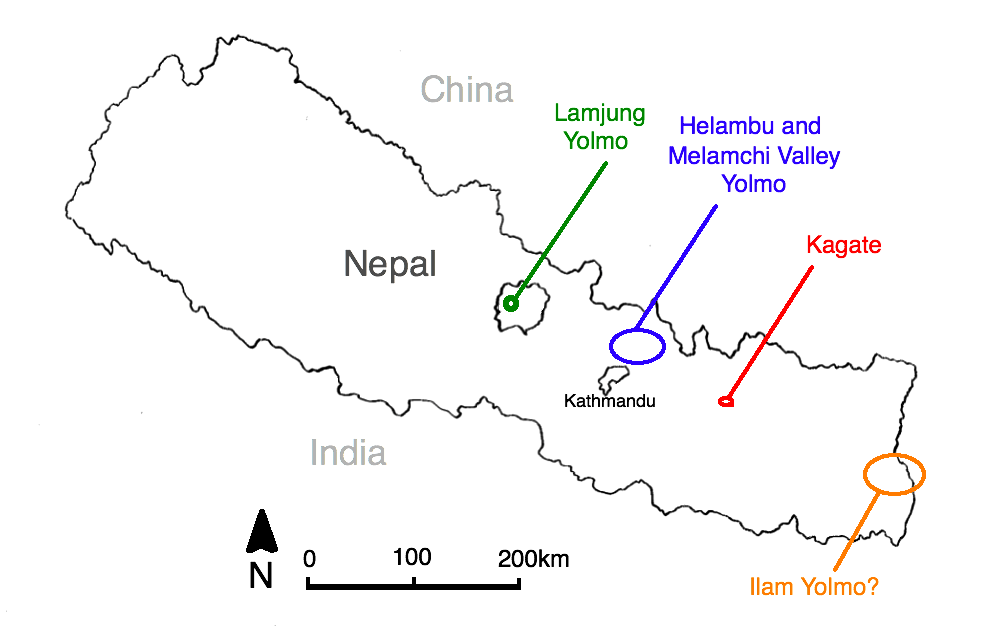 China
Lamjung
Yolmo
Helambu and
Melamchi Valley
Yolmo
Kagate
Nepal
Kathmandu
India
N
0
100
200km
Ilam Yolmo?